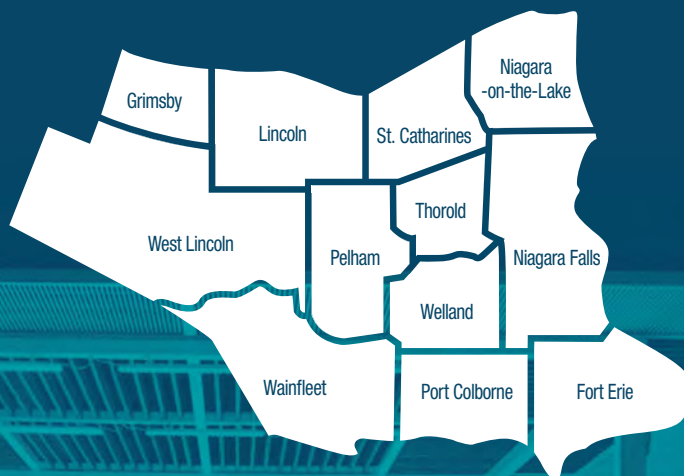 Niagara
-on-the-Lake
Grimsby
Lincoln
St. Catharines
Thorold
West Lincoln
Pelham
Niagara Falls
Welland
Wainfleet
Port Colborne
Fort Erie